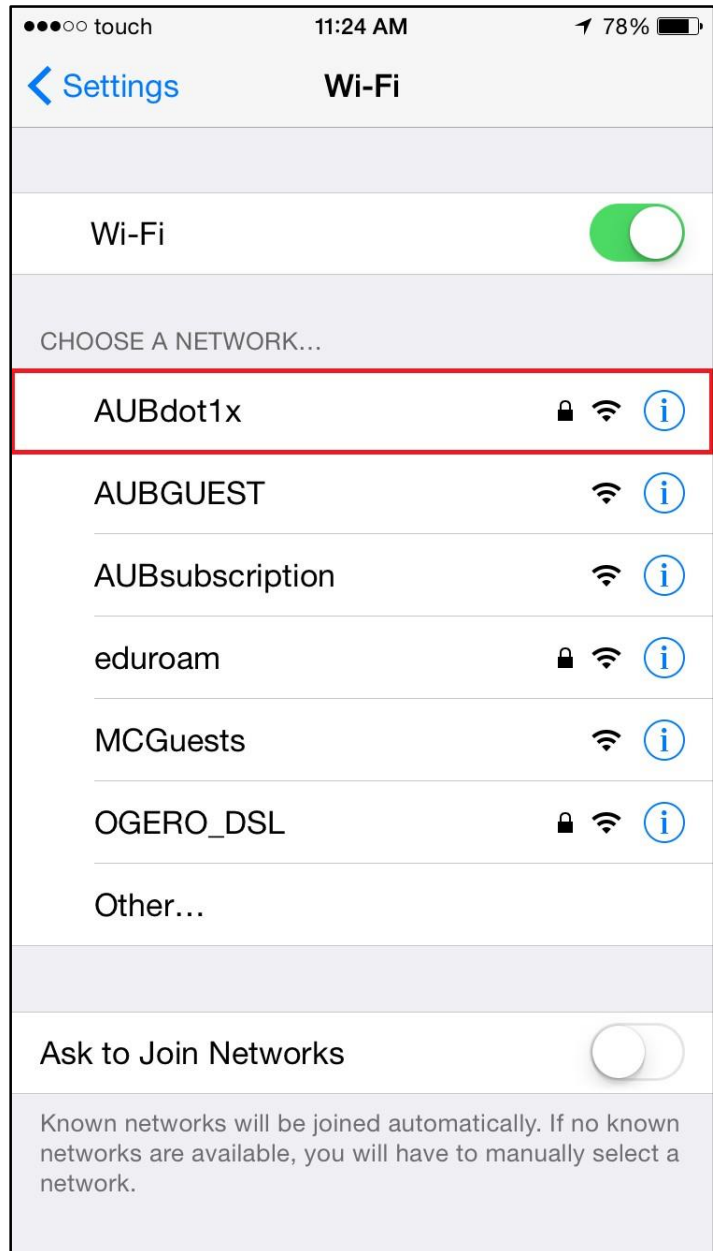 ●●●○○ touch 11:24 AM 78%
Settings Wi-Fi
Wi-Fi
CHOOSE A NETWORK...
AUBdot1x
AUBGUEST
AUBsubscription
eduroam
MCGuests
OGERO_DSL
Other...
Ask to Join Networks
Known networks will be joined automatically. If no known
networks are available, you will have to manually select a
network.